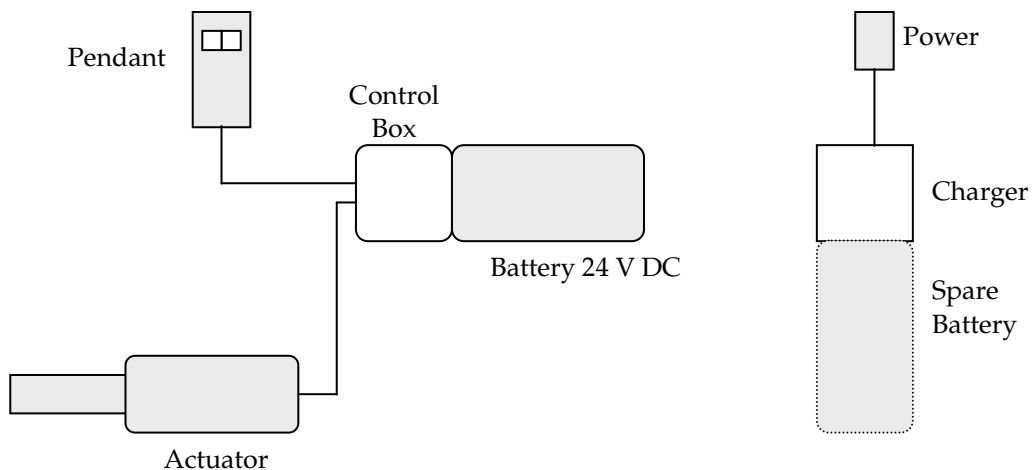 Pendant
Control
Box
Battery 24 V DC
Actuator
Power
Charger
Spare
Battery